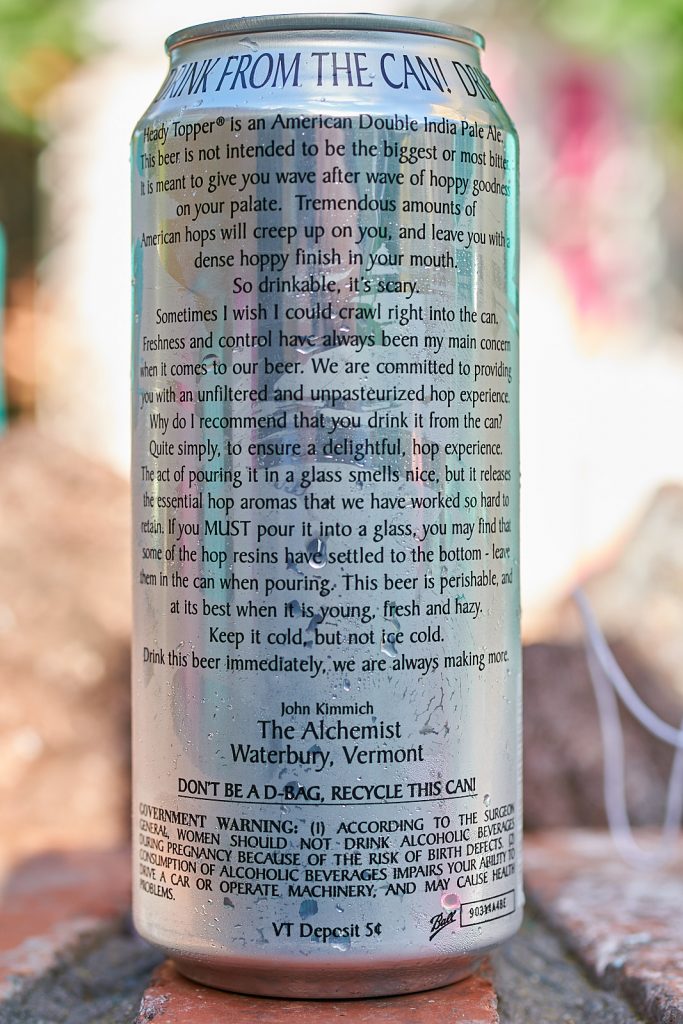 DRINK FROM THE CAN! DRI
Heady Topper® is an American Double India Pale Ale.
This beer is not intended to be the biggest or most bitter.
It is meant to give you wave after wave of hoppy goodness
on your palate. Tremendous amounts of
American hops will creep up on you, and leave you with a
dense hoppy finish in your mouth.
So drinkable, it's scary.
Sometimes I wish I could crawl right into the can.
Freshness and control have always been my main concern
when it comes to our beer. We are committed to providing
you with an unfiltered and unpasteurized hop experience.
Why do I recommend that you drink it from the can?
Quite simply, to ensure a delightful, hop experience.
The act of pouring it in a glass smells nice, but it releases
the essential hop aromas that we have worked so hard to
retain. If you MUST pour it into a glass, you may find that
some of the hop resins have settled to the bottom - leave
them in the can when pouring. This beer is perishable, and
at its best when it is young, fresh and hazy.
Keep it cold, but not ice cold.
Drink this beer immediately, we are always making more.
John Kimmich
The Alchemist
Waterbury, Vermont
DON'T BE A D-BAG, RECYCLE THIS CAN!
GOVERNMENT WARNING: (1) ACCORDING TO THE SURGEON
GENERAL, WOMEN SHOULD NOT DRINK ALCOHOLIC BEVERAGES
DURING PREGNANCY BECAUSE OF THE RISK OF BIRTH DEFECTS. (2)
CONSUMPTION OF ALCOHOLIC BEVERAGES IMPAIRS YOUR ABILITY TO
DRIVE A CAR OR OPERATE MACHINERY, AND MAY CAUSE HEALTH
PROBLEMS.
VT Deposit 5¢
Ball